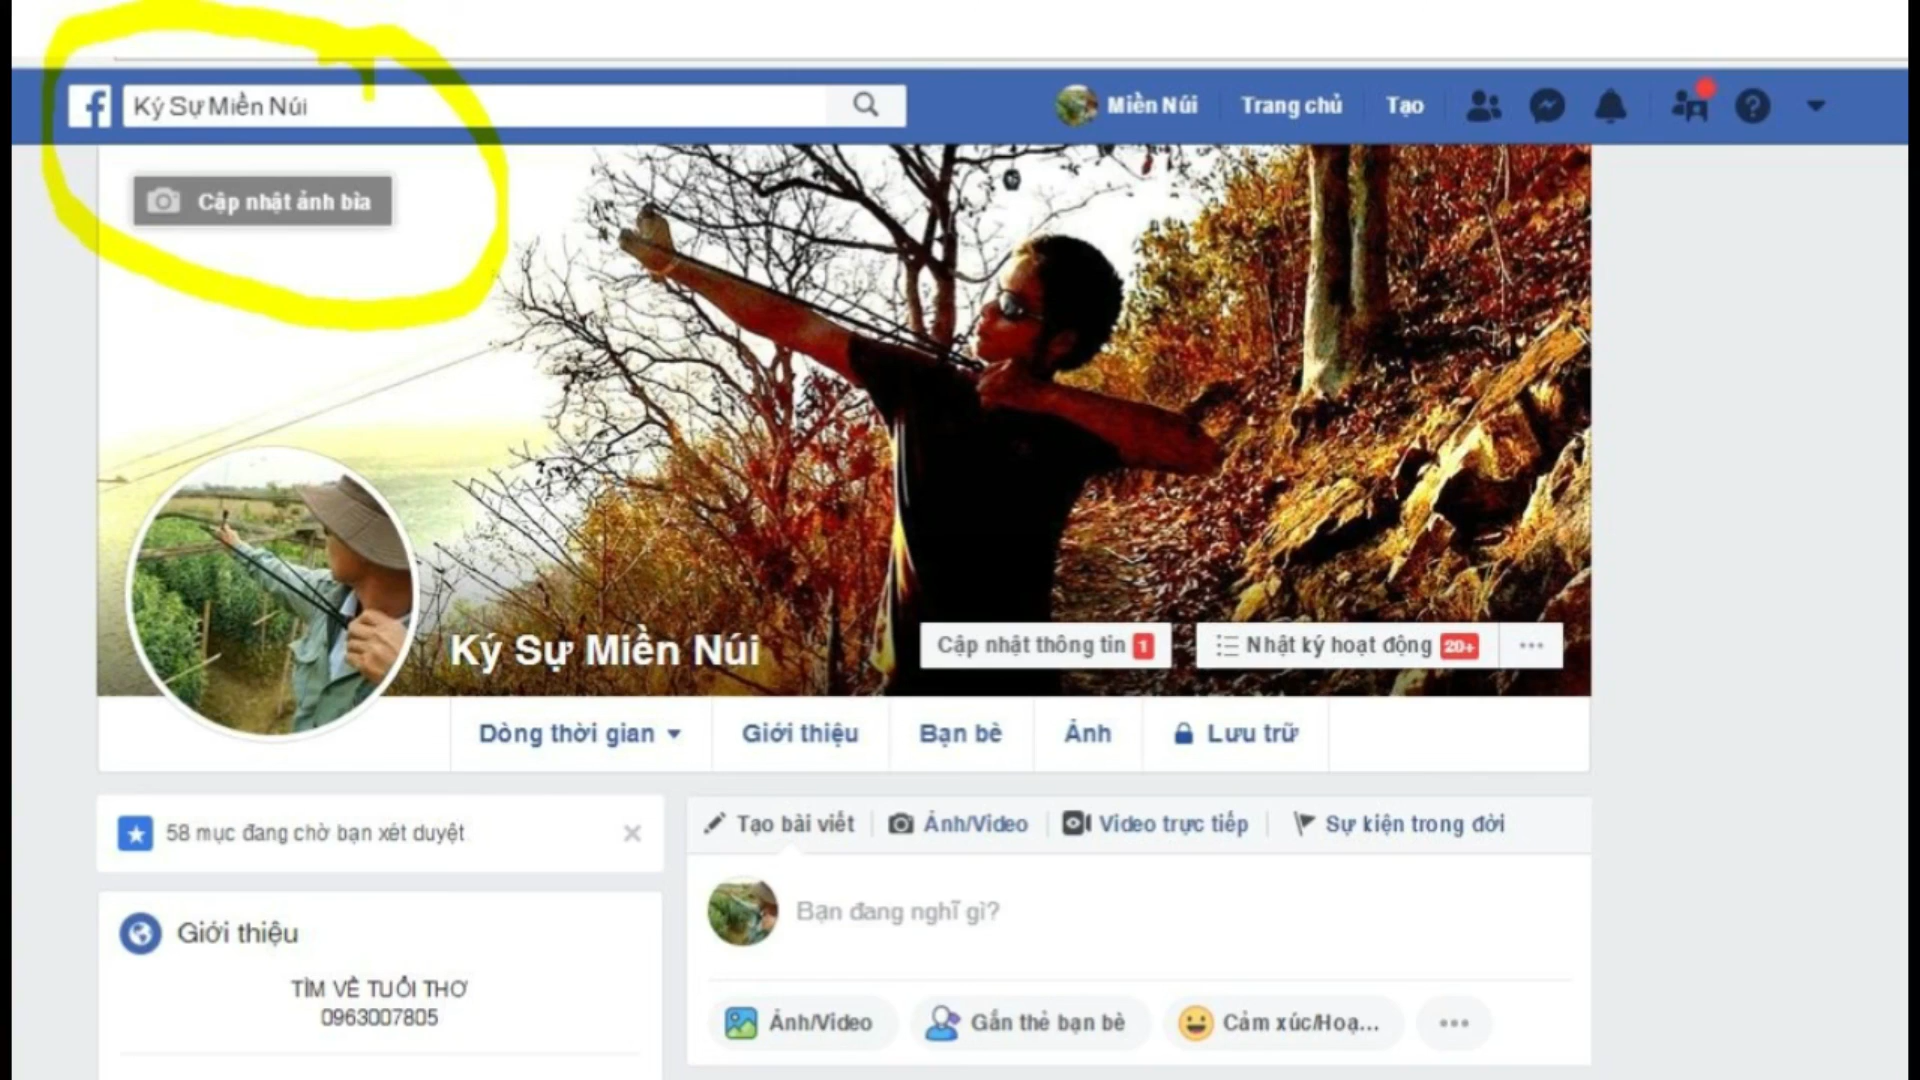 f Ký Sự Miền Núi
Miền Núi Trang chủ Tạo
Cập nhật ảnh bìa
Ký Sự Miền Núi
Cập nhật thông tin 1
Nhật ký hoạt động 20+
Dòng thời gian Giới thiệu Bạn bè Ảnh Lưu trữ
58 mục đang chờ bạn xét duyệt
Giới thiệu
TÌM VỀ TUỔI THƠ
0963007805
Tạo bài viết Ảnh/Video Video trực tiếp Sự kiện trong đời
Bạn đang nghĩ gì?
Ảnh/Video Gắn thẻ bạn bè Cảm xúc/Hoạ...